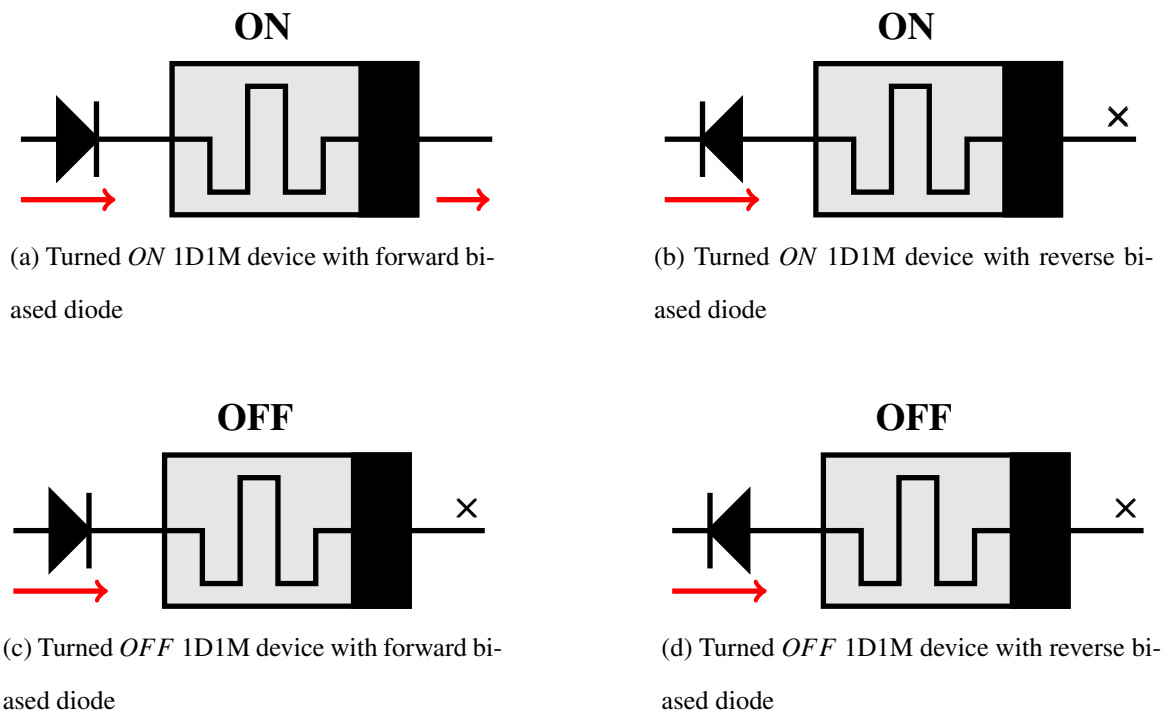 ON
(a) Turned ON 1D1M device with forward bi-
ased diode
ON
(b) Turned ON 1D1M device with reverse bi-
ased diode
OFF
(c) Turned OFF 1D1M device with forward bi-
ased diode
OFF
(d) Turned OFF 1D1M device with reverse bi-
ased diode